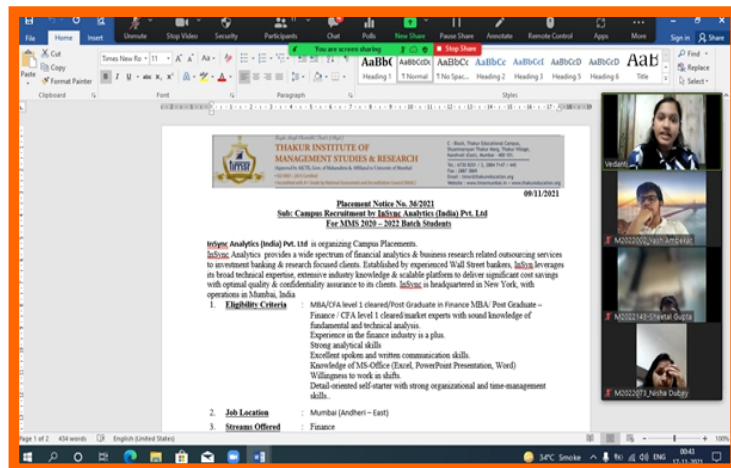 Unmute Stop Video Security Participants Chat Polls New Share Pause Share Annotate Remote Control Apps More
You are screen sharing Stop Share
File Home Insert Sign in Share
Cut
Copy
Format Painter
Paste
Times New Ro 11
Clipboard Font Paragraph Styles
AaBb( AaBbCcDc AaBbCc AaBbCc AaBbCcI AaBbCcD AaBbCcD AaB
Heading 1 ¶ Normal ¶ No Spac... Heading 2 Heading 3 Heading 5 Heading 6 Title
Find
Replace
Select
THAKUR INSTITUTE OF
MANAGEMENT STUDIES & RESEARCH
C - Block, Thakur Educational Campus,
09/11/2021
Placement Notice No. 36/2021
Sub: Campus Recruitment by InSync Analytics (India) Pvt. Ltd
For MMS 2020 – 2022 Batch Students
InSync Analytics (India) Pvt. Ltd is organizing Campus Placements.
InSync Analytics provides a wide spectrum of financial analytics & business research related outsourcing services
to investment banking & research focused clients. Established by experienced Wall Street bankers, InSyn leverages
its broad technical expertise, extensive industry knowledge & scalable platform to deliver significant cost savings
with optimal quality & confidentiality assurance to its clients. InSync is headquartered in New York, with
operations in Mumbai, India
1. Eligibility Criteria : MBA/CFA level 1 cleared/Post Graduate in Finance MBA/ Post Graduate –
Finance / CFA level 1 cleared/market experts with sound knowledge of
fundamental and technical analysis.
Experience in the finance industry is a plus.
Strong analytical skills
Excellent spoken and written communication skills.
Knowledge of MS-Office (Excel, PowerPoint Presentation, Word)
Willingness to work in shifts.
Detail-oriented self-starter with strong organizational and time-management
skills..
2. Job Location : Mumbai (Andheri – East)
3. Streams Offered : Finance
Vedanti
M2022002_Yash Ambekar
M2022143-Sheetal Gupta
M2022073_Nisha Dubey
Page 1 of 2 434 words English (United States) 100%
34°C Smoke ENG 00:43
17-11-2021